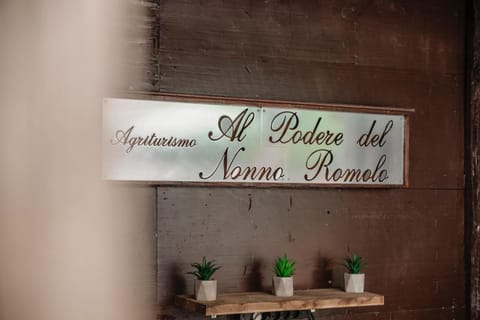 Agriturismo Al Podere del
Nonno Romolo